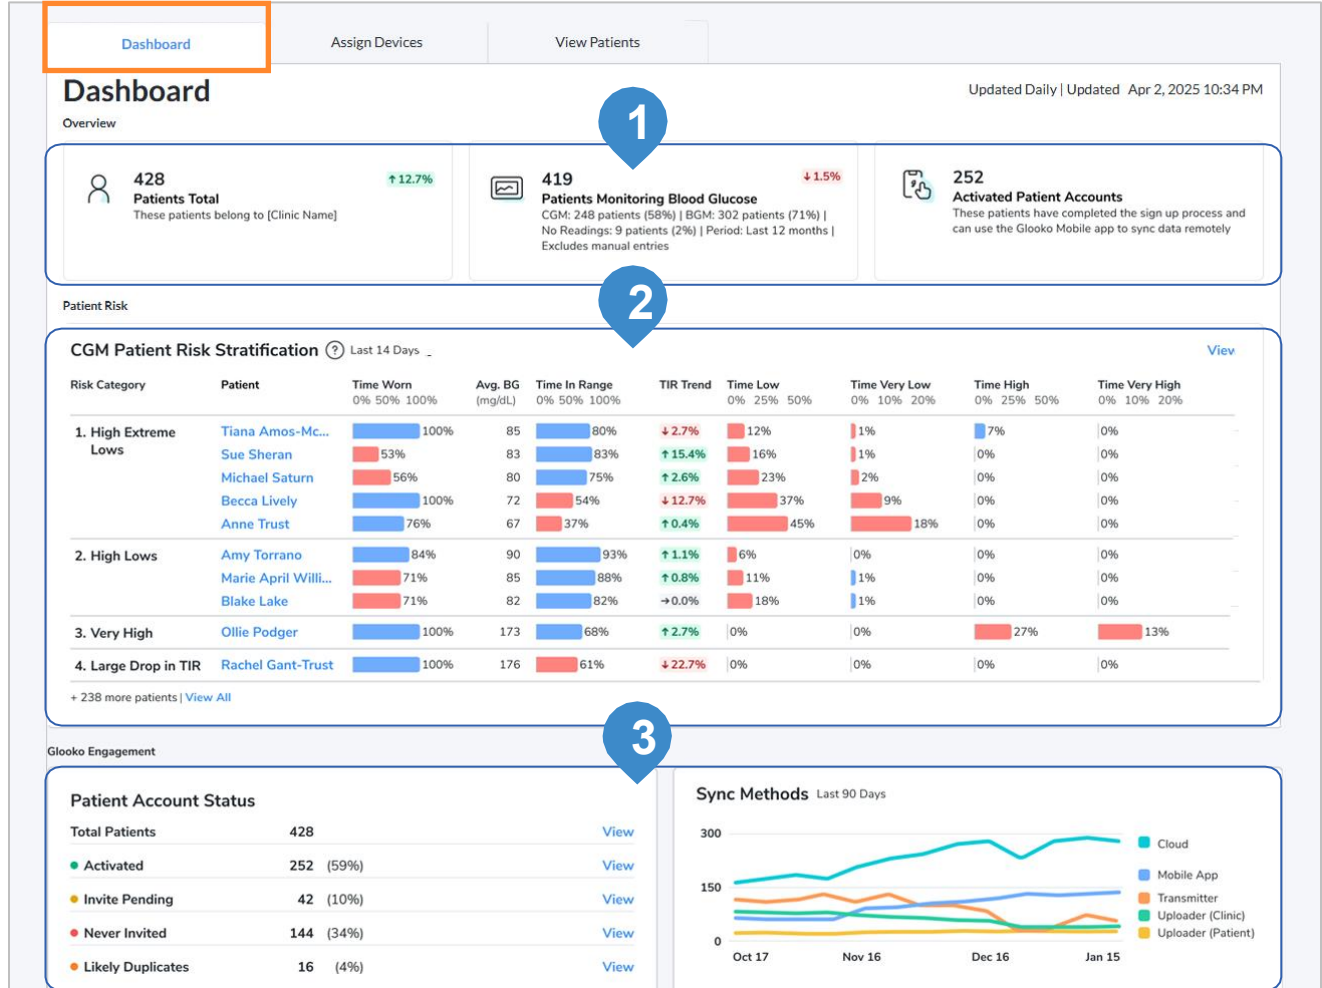 Dashboard
Assign Devices
View Patients
Dashboard
Updated Daily | Updated Apr 2, 2025 10:34 PM
Overview
1
428
↑ 12.7%
Patients Total
These patients belong to [Clinic Name]
419
↓ 1.5%
Patients Monitoring Blood Glucose
CGM: 248 patients (58%) | BGM: 302 patients (71%) |
No Readings: 9 patients (2%) | Period: Last 12 months |
Excludes manual entries
252
Activated Patient Accounts
These patients have completed the sign up process and
can use the Glooko Mobile app to sync data remotely
2
Patient Risk
CGM Patient Risk Stratification ? Last 14 Days
View
Risk Category Patient Time Worn Avg. BG Time In Range TIR Trend Time Low Time Very Low Time High Time Very High
0% 50% 100% (mg/dL) 0% 50% 100% 0% 25% 50% 0% 10% 20% 0% 25% 50% 0% 10% 20%
1. High Extreme Tiana Amos-Mc... 100% 85 80% ↓ 2.7% 12% 1% 7% 0%
Lows Sue Sheran 53% 83 83% ↑ 15.4% 16% 1% 0% 0%
Michael Saturn 56% 80 75% ↑ 2.6% 23% 2% 0% 0%
Becca Lively 100% 72 54% ↓ 12.7% 37% 9% 0% 0%
Anne Trust 76% 67 37% ↑ 0.4% 45% 18% 0% 0%
2. High Lows Amy Torrano 84% 90 93% ↑ 1.1% 6% 0% 0% 0%
Marie April Willi... 71% 85 88% ↑ 0.8% 11% 1% 0% 0%
Blake Lake 71% 82 82% → 0.0% 18% 1% 0% 0%
3. Very High Ollie Podger 100% 173 68% ↑ 2.7% 0% 0% 27% 13%
4. Large Drop in TIR Rachel Gant-Trust 100% 176 61% ↓ 22.7% 0% 0% 0% 0%
+ 238 more patients | View All
3
Glooko Engagement
Patient Account Status
Total Patients 428 View
Activated 252 (59%) View
Invite Pending 42 (10%) View
Never Invited 144 (34%) View
Likely Duplicates 16 (4%) View
Sync Methods Last 90 Days
300
150
0
Oct 17 Nov 16 Dec 16 Jan 15
Cloud
Mobile App
Transmitter
Uploader (Clinic)
Uploader (Patient)